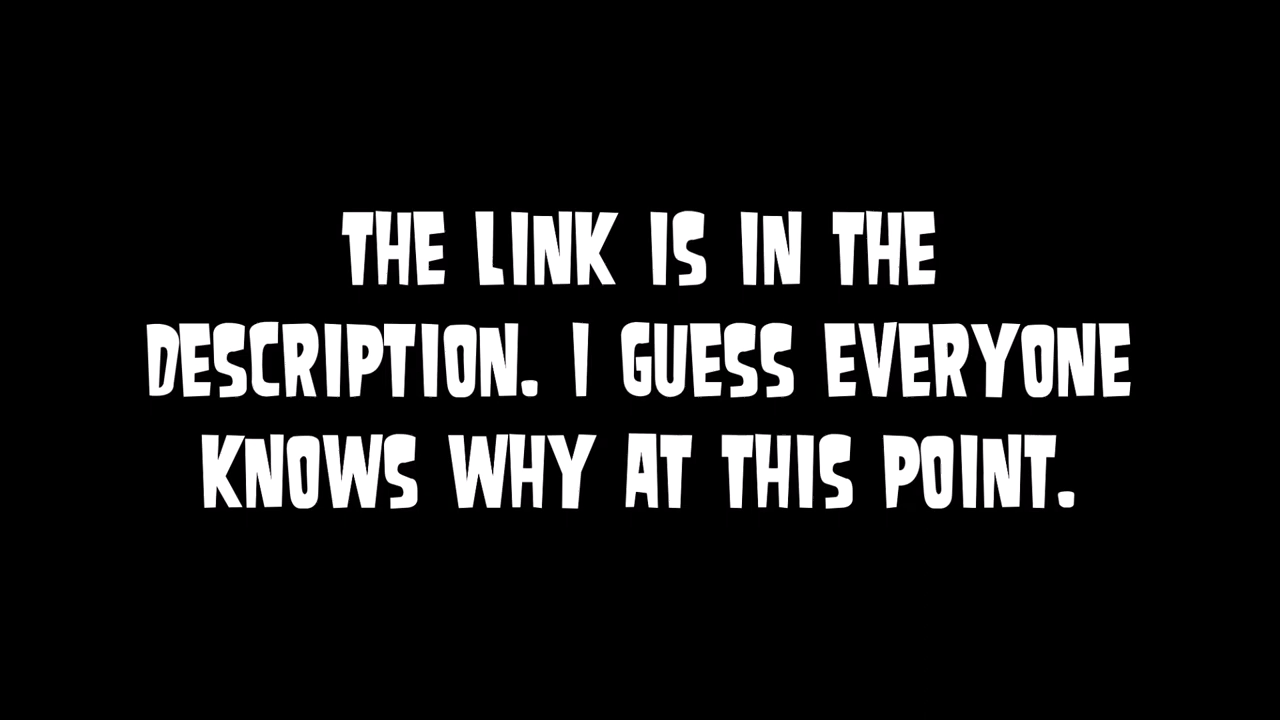 THE LINK IS IN THE
DESCRIPTION. I GUESS EVERYONE
KNOWS WHY AT THIS POINT.